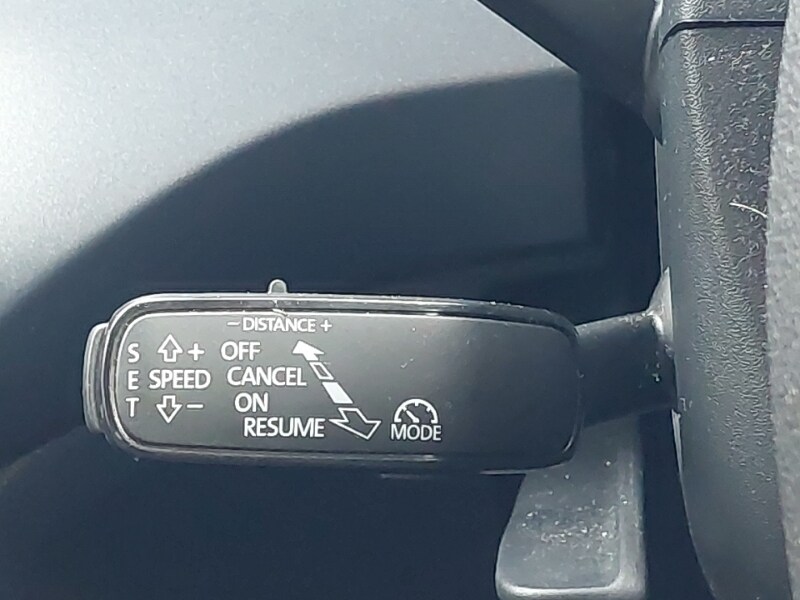 − DISTANCE +
S + OFF
E SPEED CANCEL
T − ON
RESUME
MODE